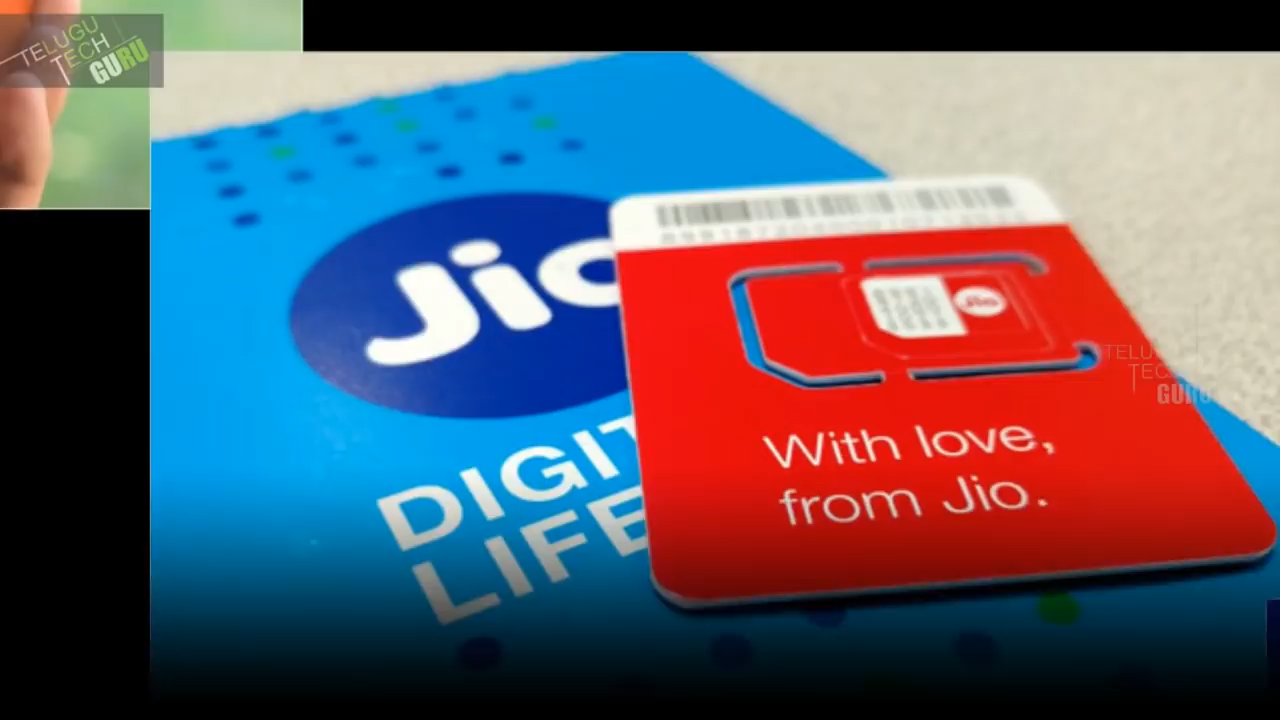 TELUGU
TECH
GURU
Jio
DIGIT
LIFE
Jio
With love,
from Jio.
TELUGU
TECH
GURU